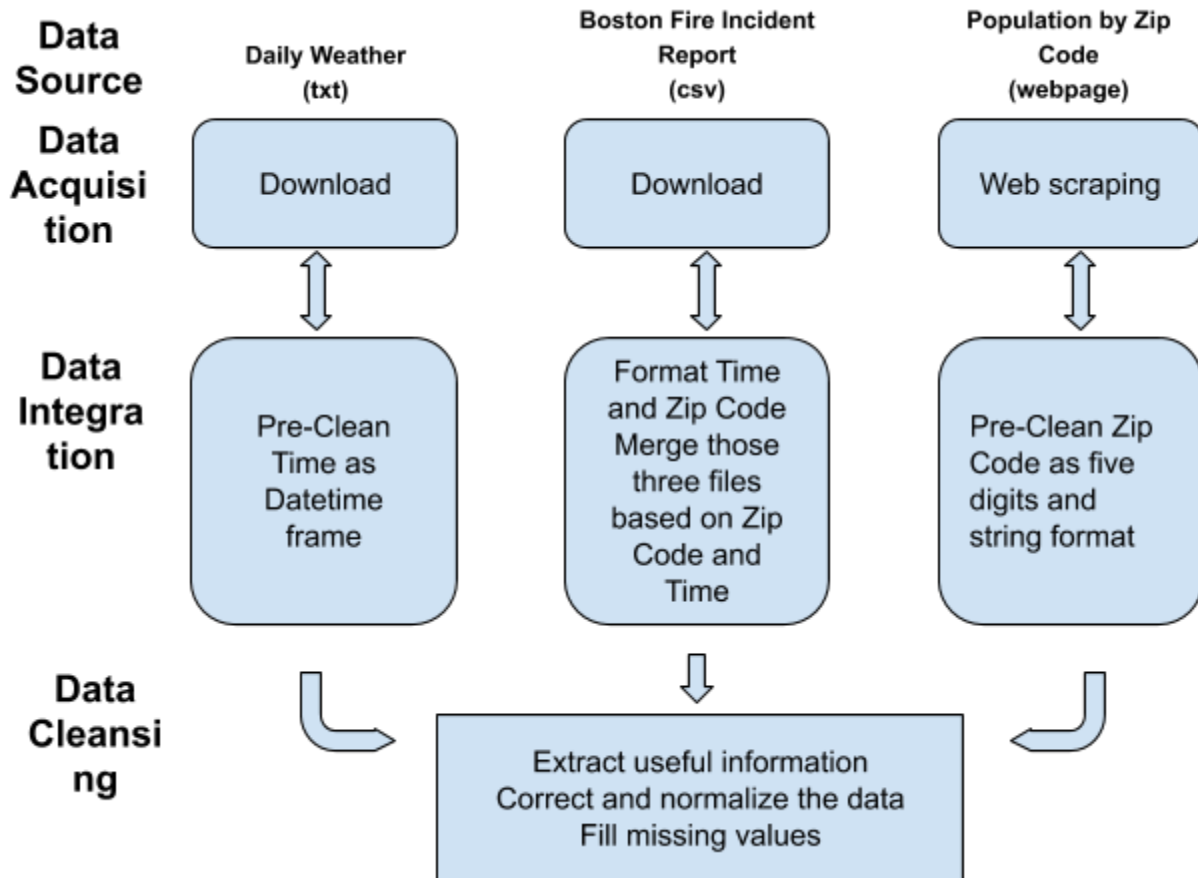 Data
Source
Daily Weather
(txt)
Boston Fire Incident
Report
(csv)
Population by Zip
Code
(webpage)
Data
Acquisi
tion
Download
Download
Web scraping
Data
Integra
tion
Pre-Clean
Time as
Datetime
frame
Format Time
and Zip Code
Merge those
three files
based on Zip
Code and
Time
Pre-Clean Zip
Code as five
digits and
string format
Data
Cleansi
ng
Extract useful information
Correct and normalize the data
Fill missing values